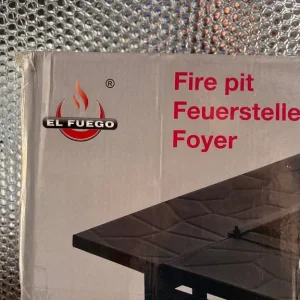 ®
EL FUEGO
Fire pit
Feuerstelle
Foyer